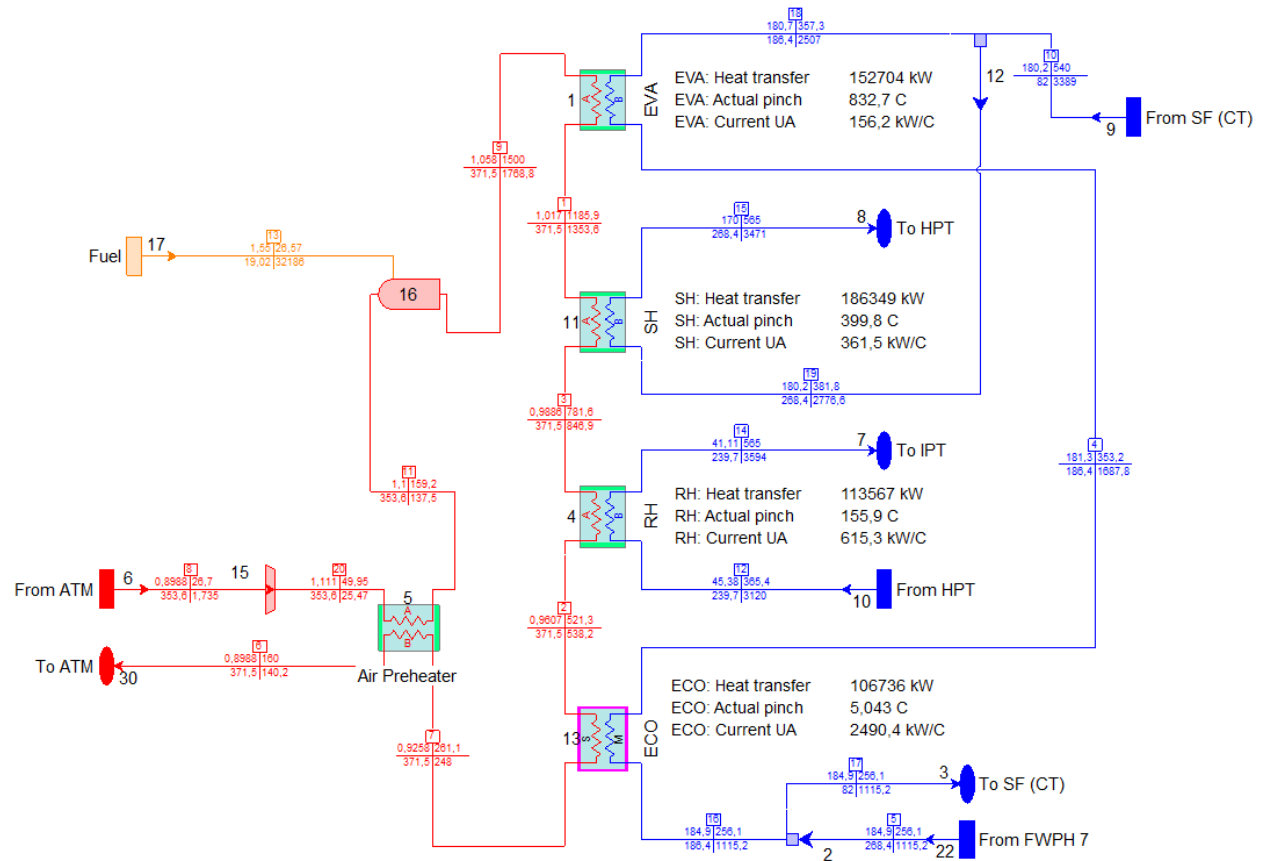 18
180,7 357,3
186,4 2507
10
180,2 540
82 3389
12
From SF (CT)
9
1
EVA
A
B
EVA: Heat transfer 152704 kW
EVA: Actual pinch 832,7 C
EVA: Current UA 156,2 kW/C
9
1,058 1500
371,5 1768,8
1
1,017 1185,9
371,5 1353,6
15
170 565
268,4 3471
8
To HPT
Fuel
17
13
1,55 26,57
19,02 32186
16
11
SH
A
B
SH: Heat transfer 186349 kW
SH: Actual pinch 399,8 C
SH: Current UA 361,5 kW/C
19
180,2 381,8
268,4 2776,6
3
0,9886 781,6
371,5 846,9
14
41,11 565
239,7 3594
7
To IPT
4
181,3 353,2
186,4 1687,8
11
1,1 159,2
353,6 137,5
4
RH
A
B
RH: Heat transfer 113567 kW
RH: Actual pinch 155,9 C
RH: Current UA 615,3 kW/C
From ATM
6
8
0,8988 26,7
353,6 1,735
15
20
1,111 49,95
353,6 25,47
5
A
B
Air Preheater
12
45,38 365,4
239,7 3120
10
From HPT
2
0,9607 521,3
371,5 538,2
To ATM
30
6
0,8988 160
371,5 140,2
7
0,9258 261,1
371,5 248
13
ECO
S
M
ECO: Heat transfer 106736 kW
ECO: Actual pinch 5,043 C
ECO: Current UA 2490,4 kW/C
17
184,9 256,1
82 1115,2
3
To SF (CT)
16
184,9 256,1
186,4 1115,2
5
184,9 256,1
268,4 1115,2
2
22
From FWPH 7